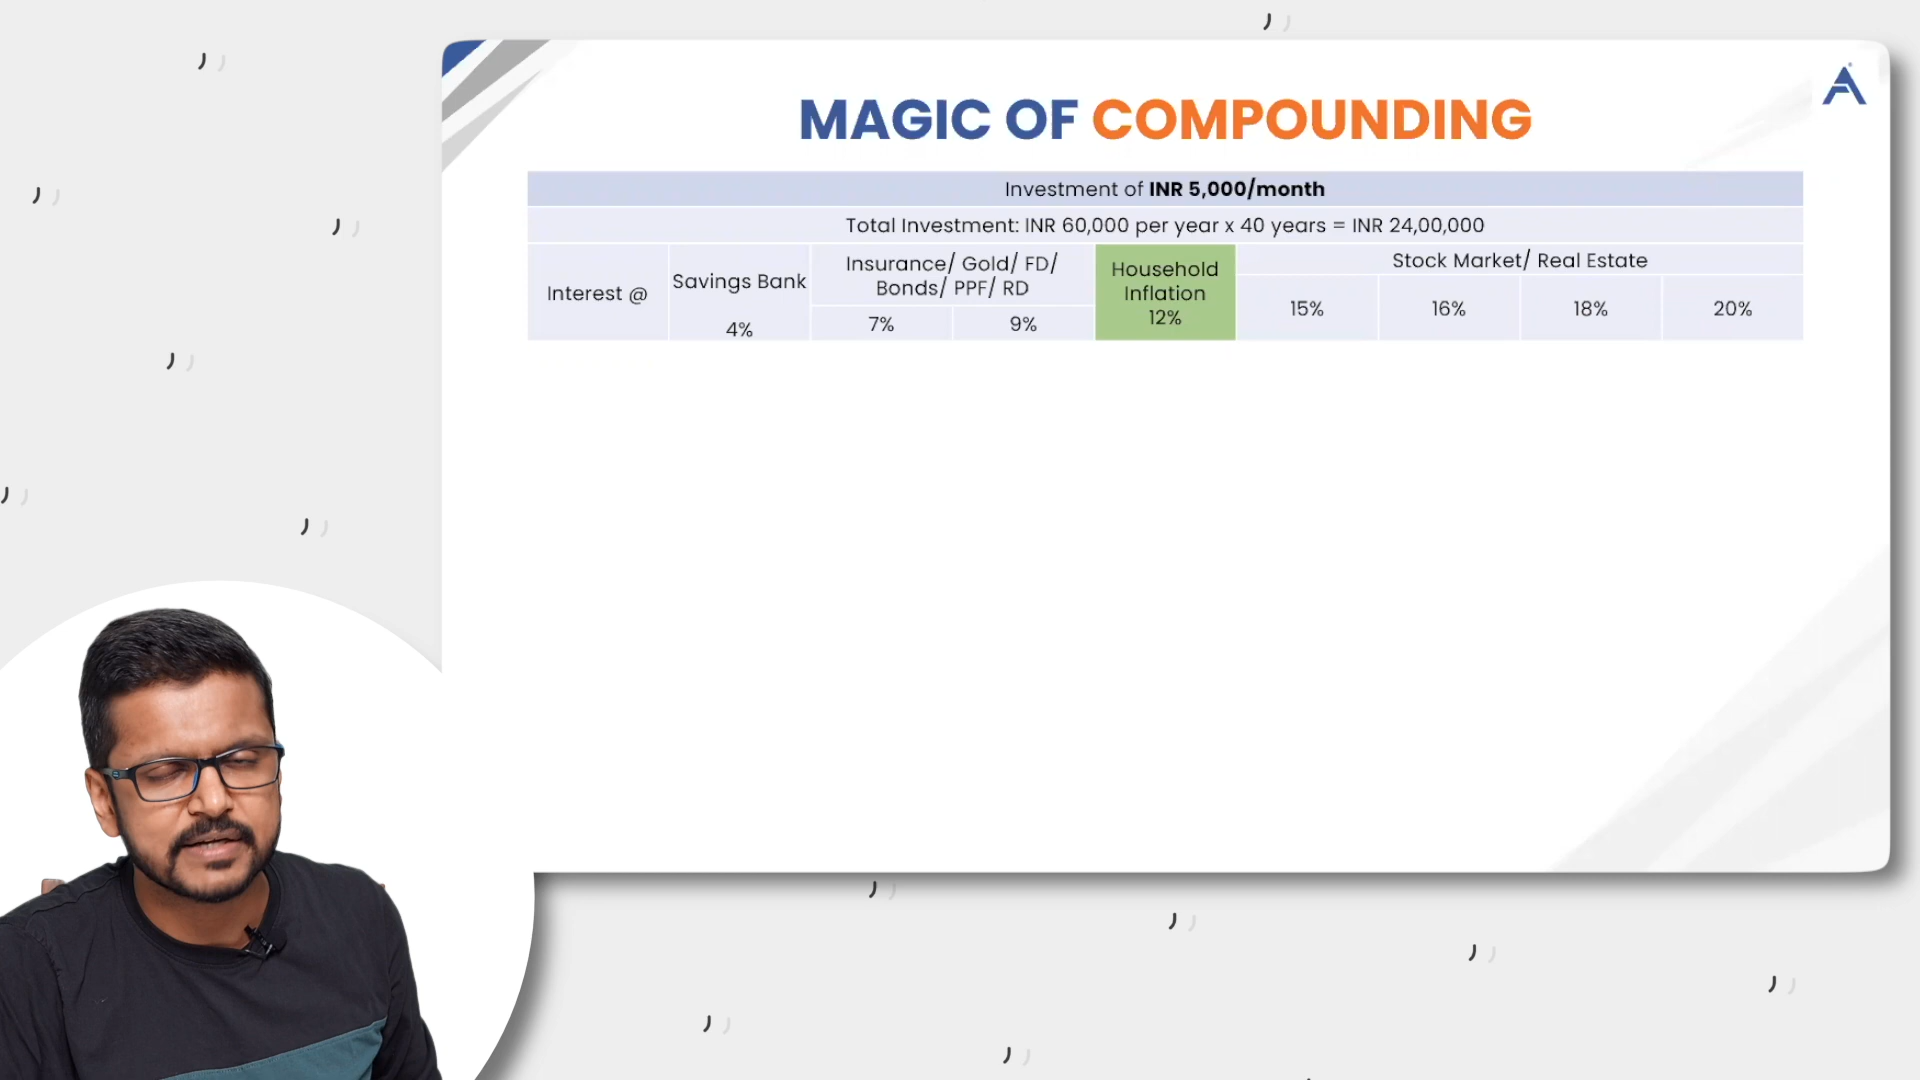 MAGIC OF COMPOUNDING
Investment of INR 5,000/month
Total Investment: INR 60,000 per year x 40 years = INR 24,00,000
Interest @
Savings Bank
4%
Insurance/ Gold/ FD/
Bonds/ PPF/ RD
7%
9%
Household
Inflation
12%
Stock Market/ Real Estate
15%
16%
18%
20%